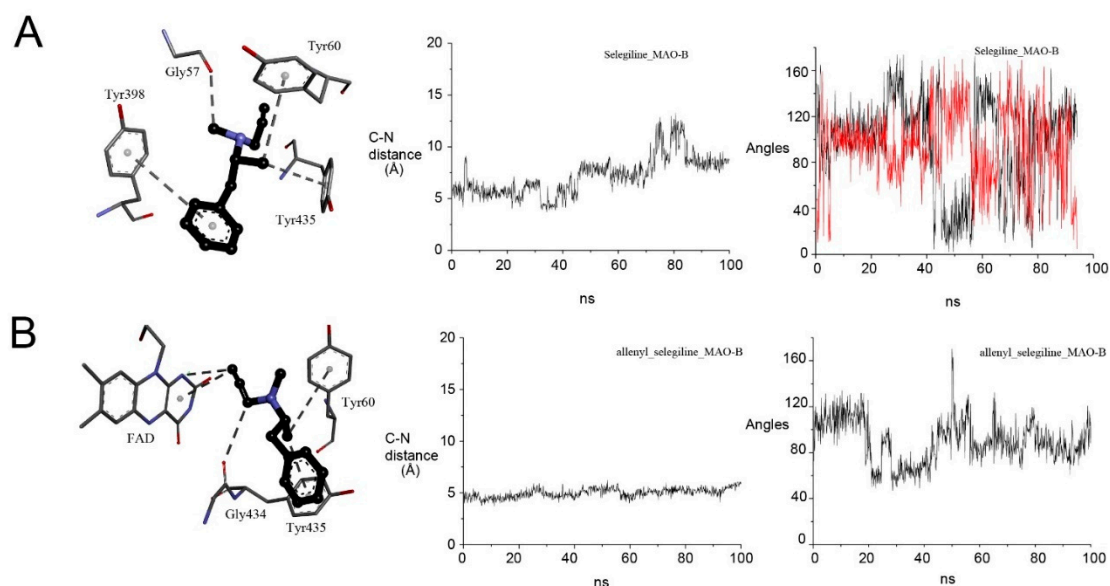 A
Tyr60
Gly57
Tyr398
Tyr435
C-N
distance
(Å)
20
15
10
5
0
Selegiline_MAO-B
0 20 40 60 80 100
ns
Angles
160
120
80
40
0
Selegiline_MAO-B
0 20 40 60 80 100
ns
B
FAD
Tyr60
Gly434
Tyr435
C-N
distance
(Å)
20
15
10
5
0
allenyl_selegiline_MAO-B
0 20 40 60 80 100
ns
Angles
160
120
80
40
0
allenyl_selegiline_MAO-B
0 20 40 60 80 100
ns